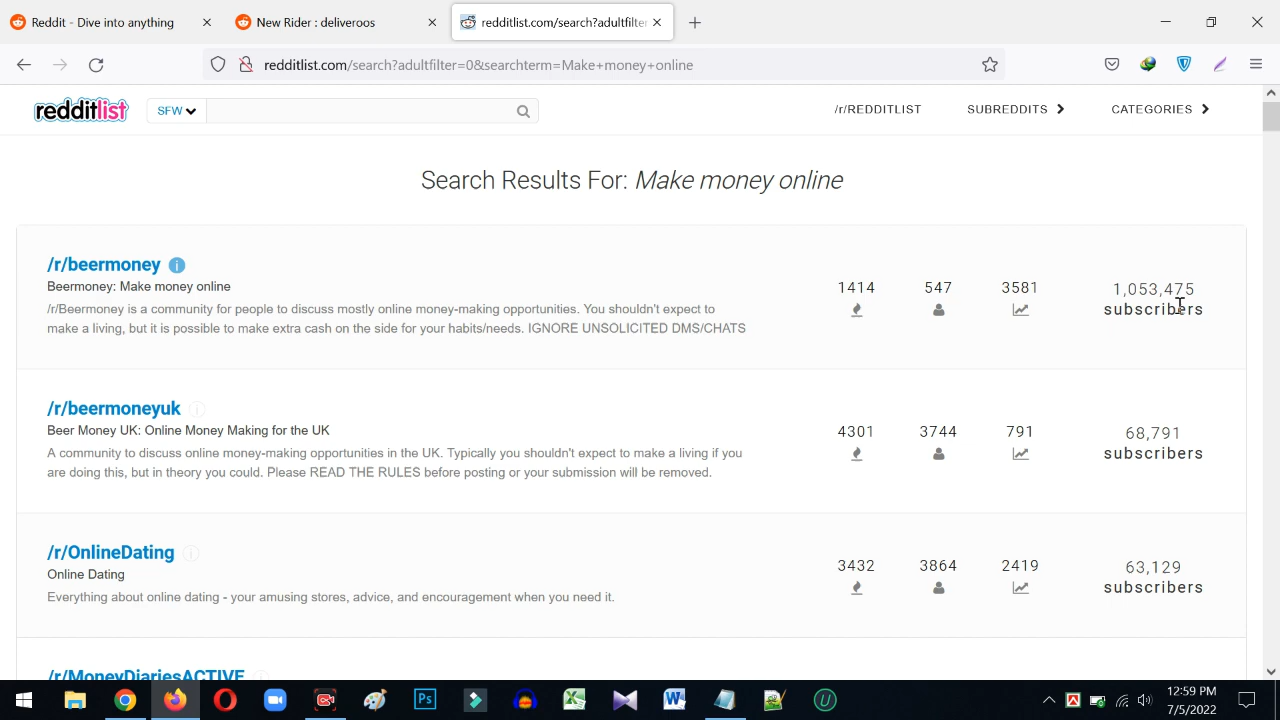 Reddit - Dive into anything
New Rider : deliveroos
redditlist.com/search?adultfilter
redditlist.com/search?adultfilter=0&searchterm=Make+money+online
redditlist
SFW
/r/REDDITLIST
SUBREDDITS
CATEGORIES
Search Results For: Make money online
/r/beermoney
Beermoney: Make money online
/r/Beermoney is a community for people to discuss mostly online money-making opportunities. You shouldn't expect to
make a living, but it is possible to make extra cash on the side for your habits/needs. IGNORE UNSOLICITED DMS/CHATS
1414
547
3581
1,053,475
subscribers
/r/beermoneyuk
Beer Money UK: Online Money Making for the UK
A community to discuss online money-making opportunities in the UK. Typically you shouldn't expect to make a living if you
are doing this, but in theory you could. Please READ THE RULES before posting or your submission will be removed.
4301
3744
791
68,791
subscribers
/r/OnlineDating
Online Dating
Everything about online dating - your amusing stores, advice, and encouragement when you need it.
3432
3864
2419
63,129
subscribers
/r/MoneyDiariesACTIVE
Ps
12:59 PM
7/5/2022